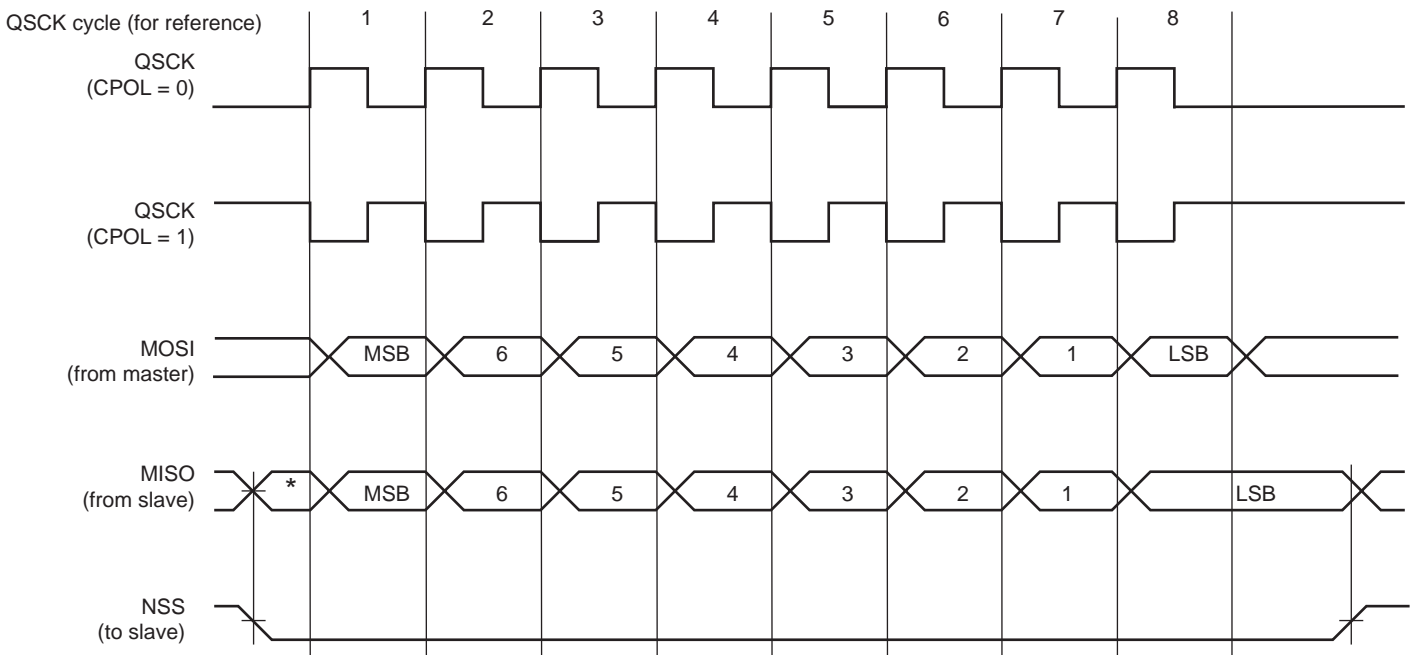 QSCK cycle (for reference)
1 2 3 4 5 6 7 8
QSCK
(CPOL = 0)
QSCK
(CPOL = 1)
MOSI
(from master)
MSB 6 5 4 3 2 1 LSB
MISO
(from slave)
* MSB 6 5 4 3 2 1 LSB
NSS
(to slave)